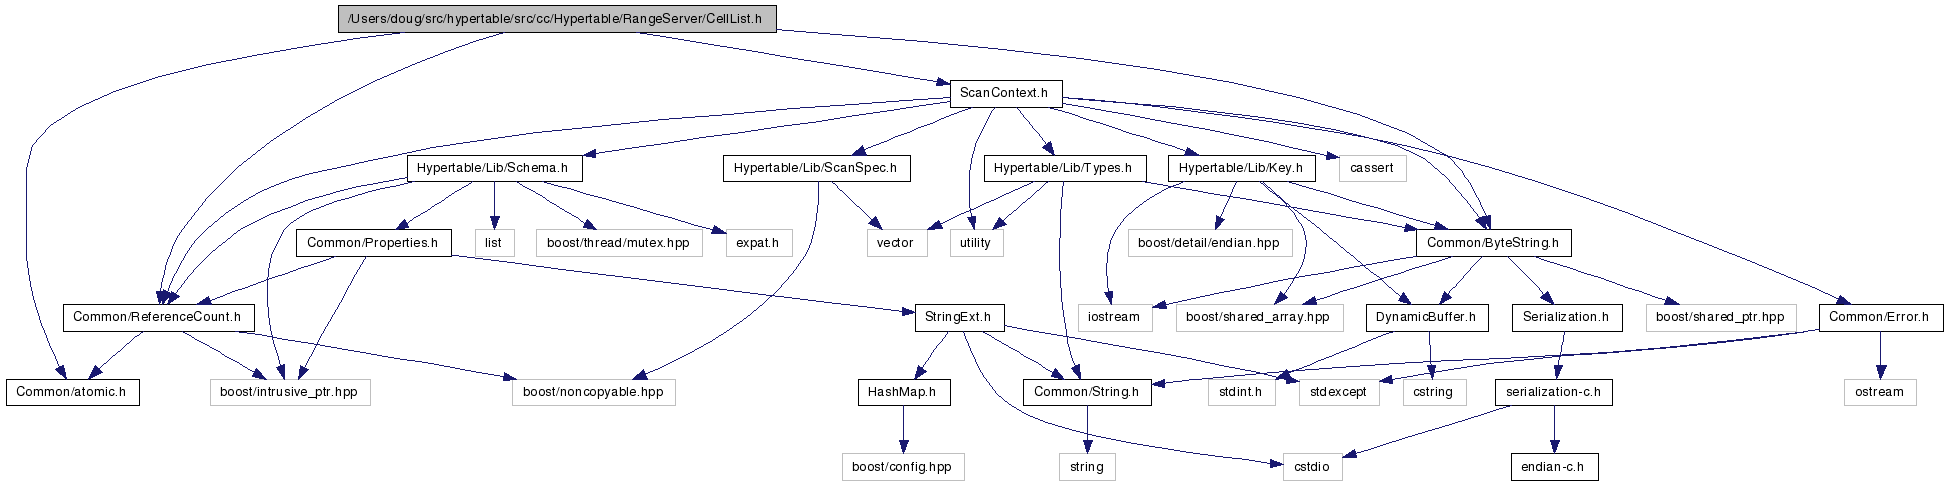 /Users/doug/src/hypertable/src/cc/Hypertable/RangeServer/CellList.h
ScanContext.h
Hypertable/Lib/Schema.h
Hypertable/Lib/ScanSpec.h
Hypertable/Lib/Types.h
Hypertable/Lib/Key.h
cassert
Common/Properties.h
list
boost/thread/mutex.hpp
expat.h
vector
utility
boost/detail/endian.hpp
Common/ByteString.h
Common/ReferenceCount.h
StringExt.h
iostream
boost/shared_array.hpp
DynamicBuffer.h
Serialization.h
boost/shared_ptr.hpp
Common/Error.h
Common/atomic.h
boost/intrusive_ptr.hpp
boost/noncopyable.hpp
HashMap.h
Common/String.h
stdint.h
stdexcept
cstring
serialization-c.h
ostream
boost/config.hpp
string
cstdio
endian-c.h